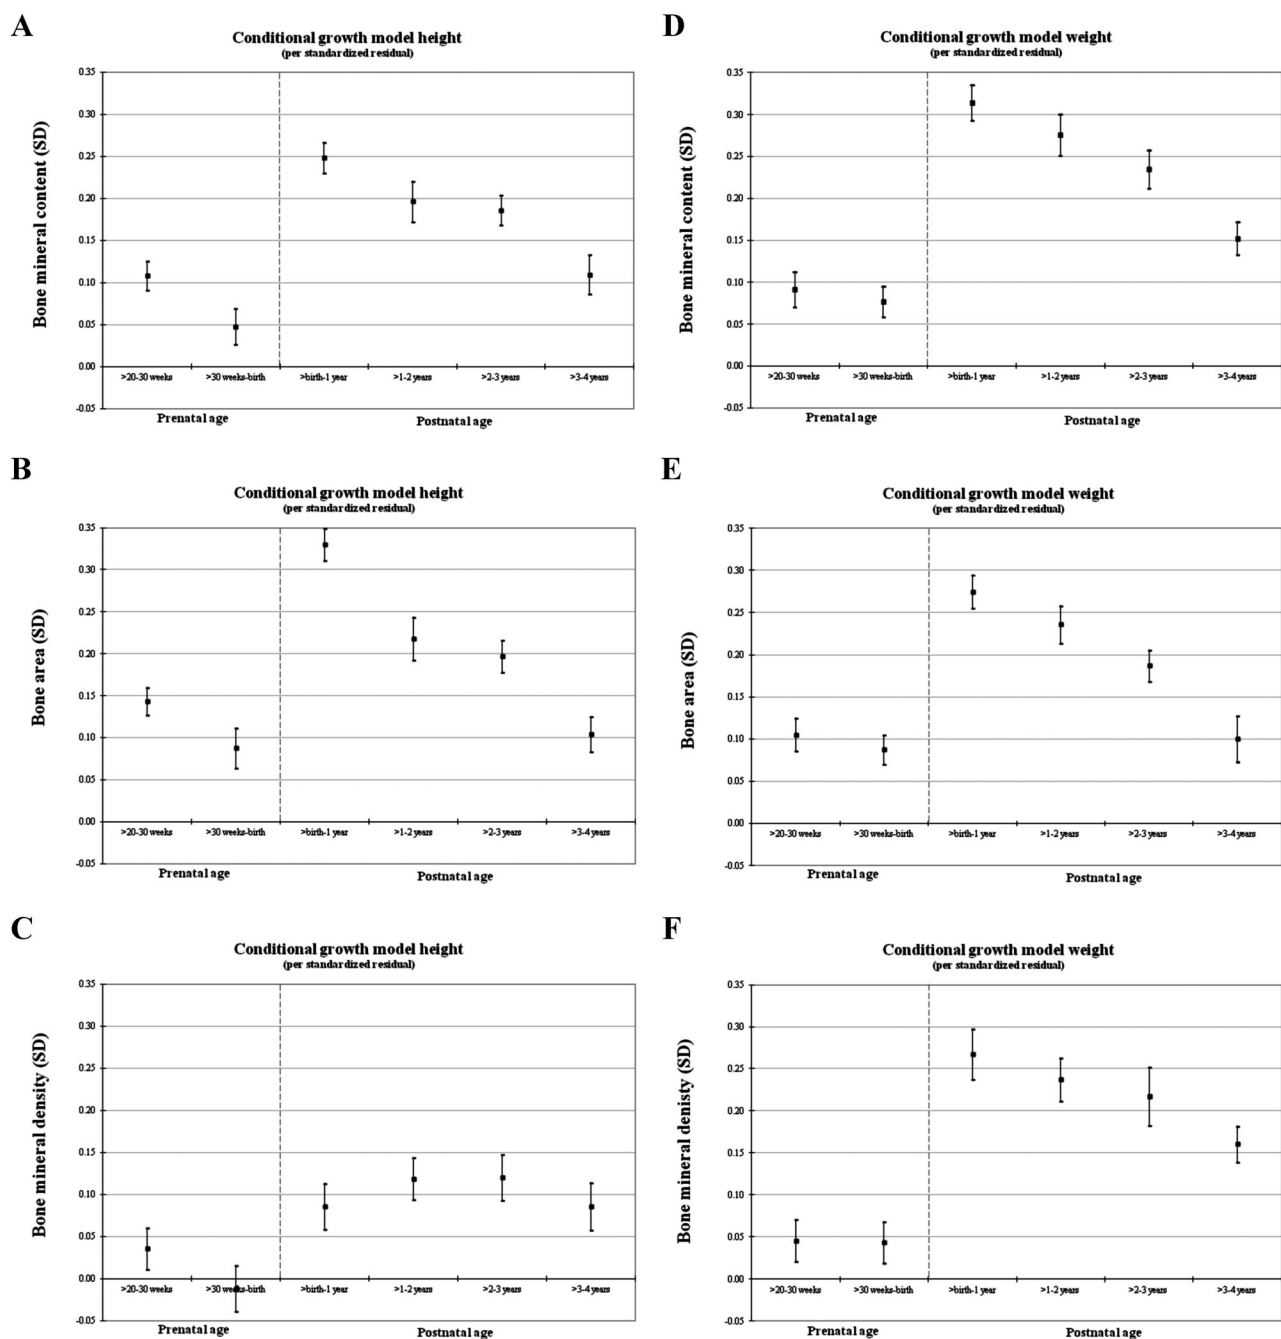 A
Conditional growth model height
(per standardized residual)
Bone mineral content (SD)
0.35
0.30
0.25
0.20
0.15
0.10
0.05
0.00
-0.05
>20-30 weeks >30 weeks-birth >birth-1 year >1-2 years >2-3 years >3-4 years
Prenatal age Postnatal age
D
Conditional growth model weight
(per standardized residual)
Bone mineral content (SD)
0.35
0.30
0.25
0.20
0.15
0.10
0.05
0.00
-0.05
>20-30 weeks >30 weeks-birth >birth-1 year >1-2 years >2-3 years >3-4 years
Prenatal age Postnatal age
B
Conditional growth model height
(per standardized residual)
Bone area (SD)
0.35
0.30
0.25
0.20
0.15
0.10
0.05
0.00
-0.05
>20-30 weeks >30 weeks-birth >birth-1 year >1-2 years >2-3 years >3-4 years
Prenatal age Postnatal age
E
Conditional growth model weight
(per standardized residual)
Bone area (SD)
0.35
0.30
0.25
0.20
0.15
0.10
0.05
0.00
-0.05
>20-30 weeks >30 weeks-birth >birth-1 year >1-2 years >2-3 years >3-4 years
Prenatal age Postnatal age
C
Conditional growth model height
(per standardized residual)
Bone mineral density (SD)
0.35
0.30
0.25
0.20
0.15
0.10
0.05
0.00
-0.05
>20-30 weeks >30 weeks-birth >birth-1 year >1-2 years >2-3 years >3-4 years
Prenatal age Postnatal age
F
Conditional growth model weight
(per standardized residual)
Bone mineral denisty (SD)
0.35
0.30
0.25
0.20
0.15
0.10
0.05
0.00
-0.05
>20-30 weeks >30 weeks-birth >birth-1 year >1-2 years >2-3 years >3-4 years
Prenatal age Postnatal age